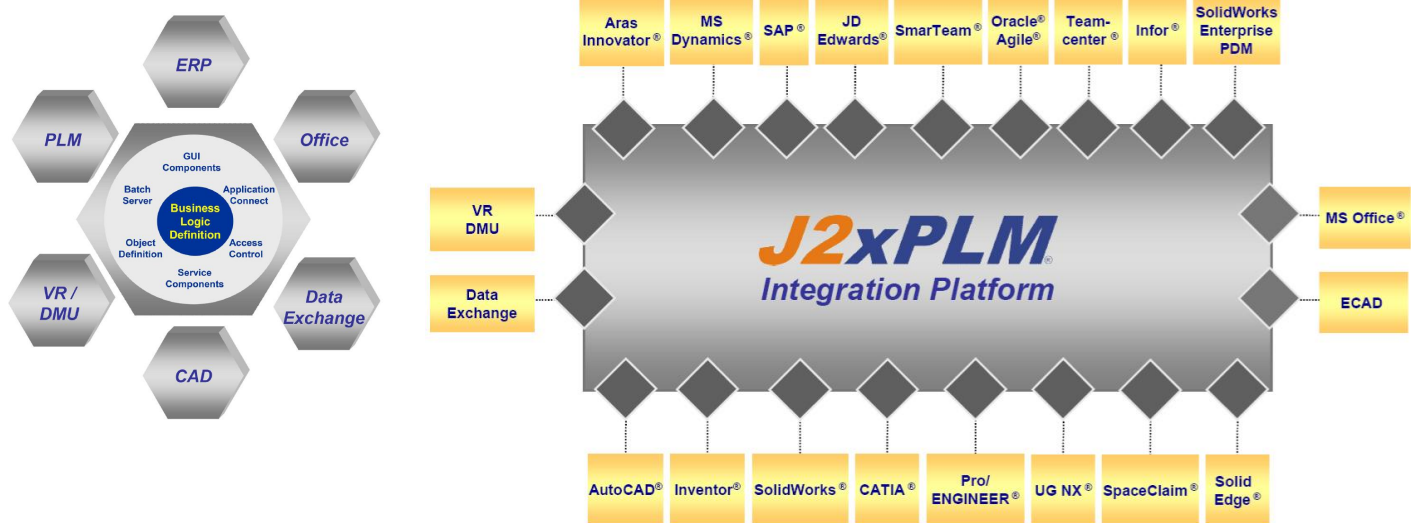 ERP
PLM
Office
GUI
Components
Batch
Server
Application
Connect
Business
Logic
Definition
Object
Definition
Access
Control
Service
Components
VR /
DMU
Data
Exchange
CAD
Aras
Innovator®
MS
Dynamics®
SAP®
JD
Edwards®
SmarTeam®
Oracle®
Agile®
Team-
center®
Infor®
SolidWorks
Enterprise
PDM
VR
DMU
Data
Exchange
J2xPLM®
Integration Platform
MS Office®
ECAD
AutoCAD®
Inventor®
SolidWorks®
CATIA®
Pro/
ENGINEER®
UG NX®
SpaceClaim®
Solid
Edge®